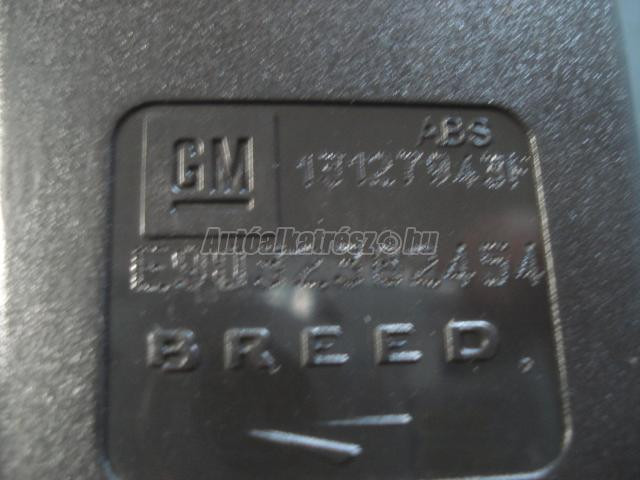 ABS
GM 13127943F
Autóalkatrész.hu
BREED